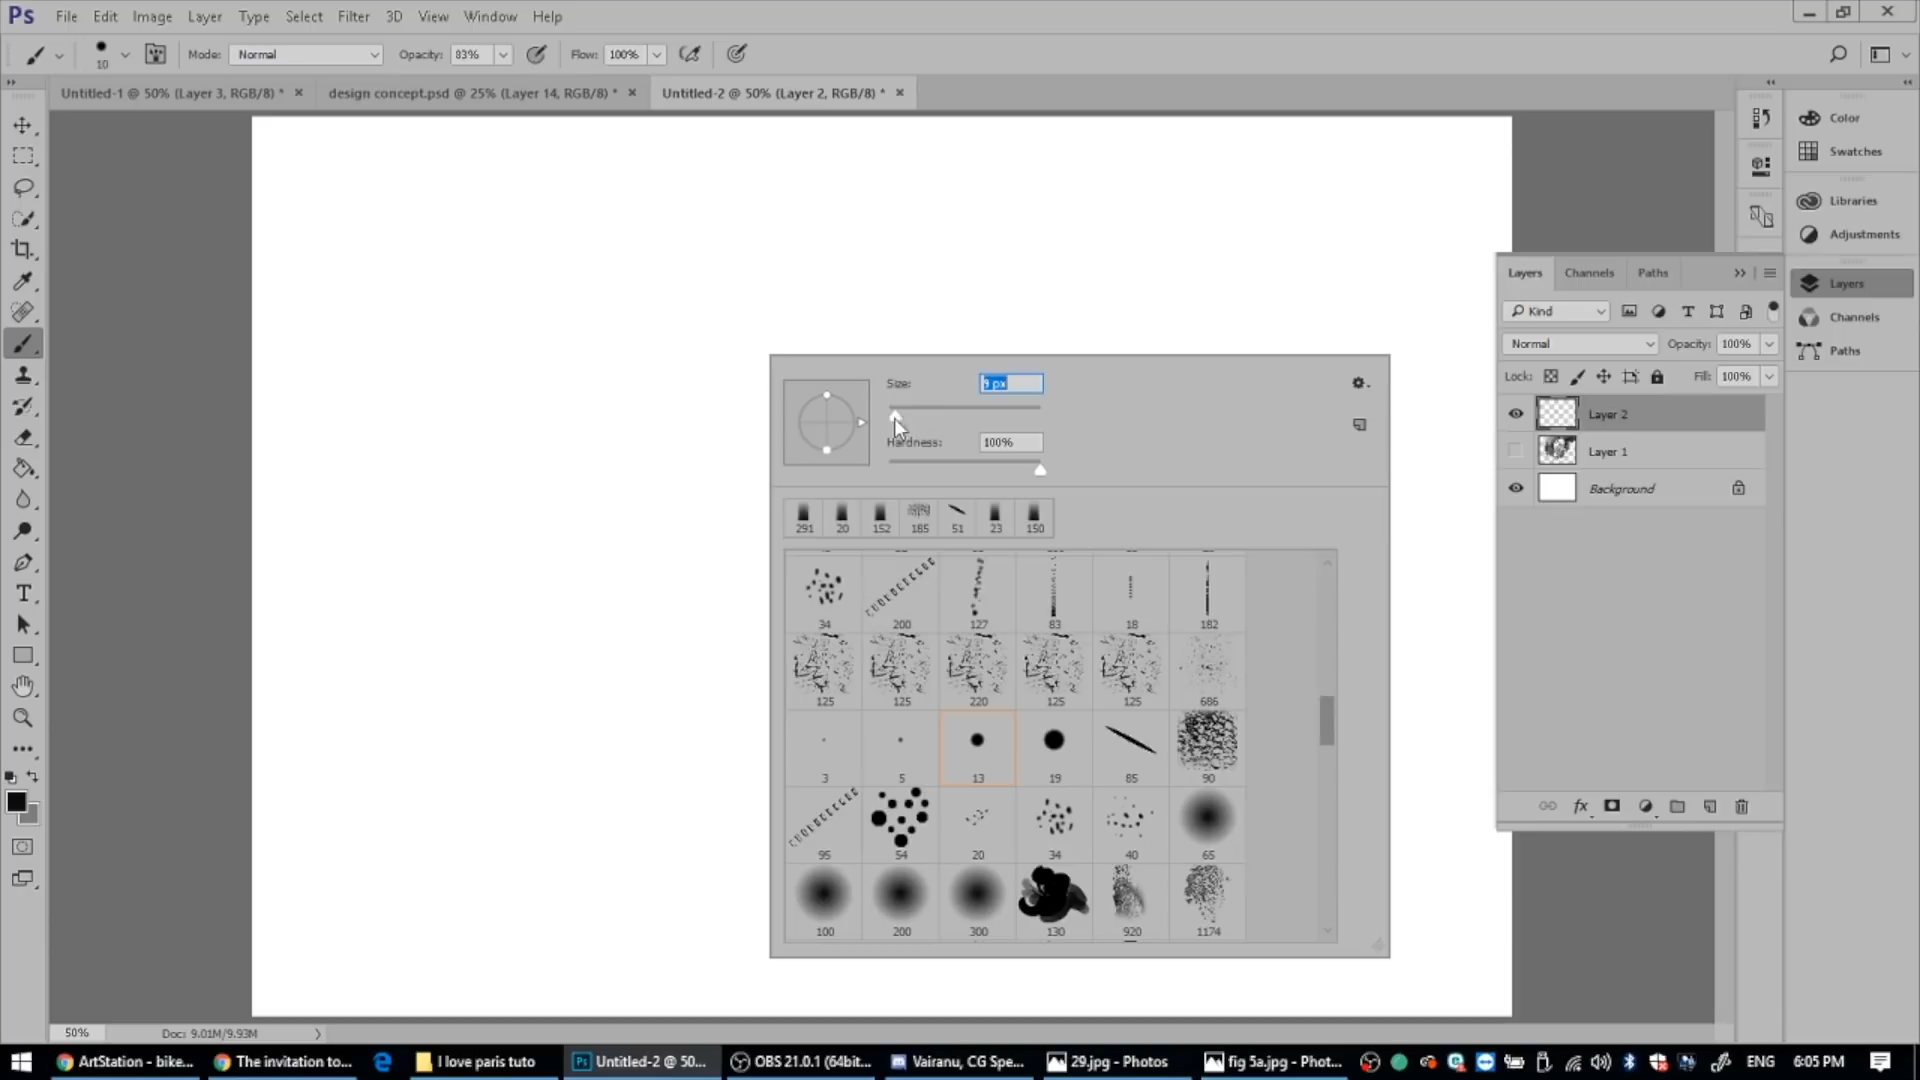 Ps File Edit Image Layer Type Select Filter 3D View Window Help
10 Mode: Normal Opacity: 83% Flow: 100%
Untitled-1 @ 50% (Layer 3, RGB/8) * × design concept.psd @ 25% (Layer 14, RGB/8) * × Untitled-2 @ 50% (Layer 2, RGB/8) * ×
Color
Swatches
Libraries
Adjustments
Layers
Channels
Paths
Layers Channels Paths
Kind
Normal Opacity: 100%
Lock: Fill: 100%
Layer 2
Layer 1
Background
fx
Size: px
Hardness: 100%
291 20 152 185 51 23 150
34 200 127 83 18 182
125 125 220 125 125 686
3 5 13 19 85 90
95 54 20 34 40 65
100 200 300 130 920 1174
50% Doc: 9.01M/9.93M
ArtStation - bike... The invitation to... I love paris tuto Untitled-2 @ 50... OBS 21.0.1 (64bit... Vairanu, CG Spe... 29.jpg - Photos fig 5a.jpg - Phot... ENG 6:05 PM